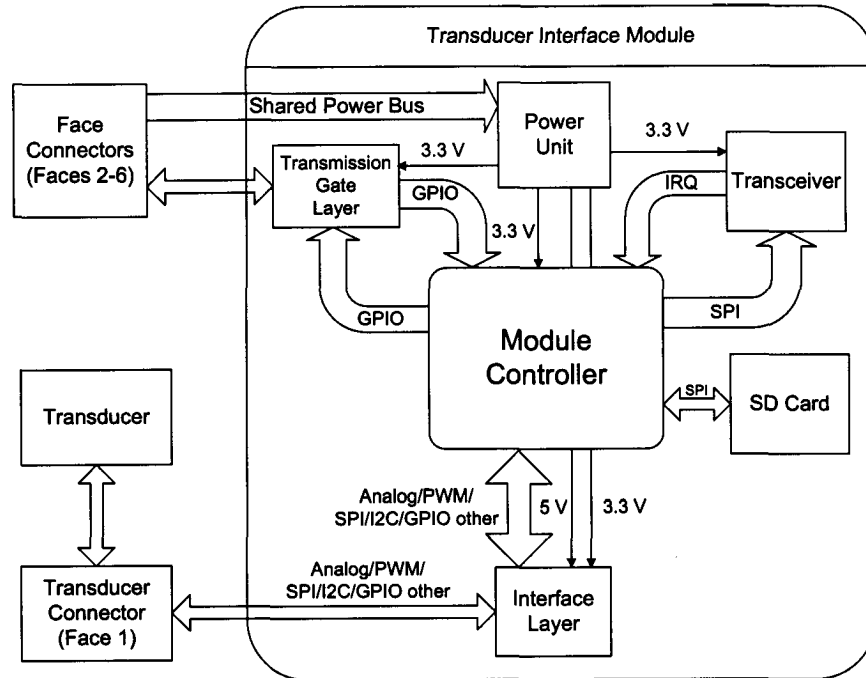 Transducer Interface Module
Shared Power Bus
Face
Connectors
(Faces 2-6)
Power
Unit
3.3 V
3.3 V
Transmission
Gate
Layer
GPIO
IRQ
Transceiver
3.3 V
GPIO
SPI
Module
Controller
SPI
SD Card
Transducer
Analog/PWM/
SPI/I2C/GPIO other
5 V
3.3 V
Analog/PWM/
SPI/I2C/GPIO other
Transducer
Connector
(Face 1)
Interface
Layer